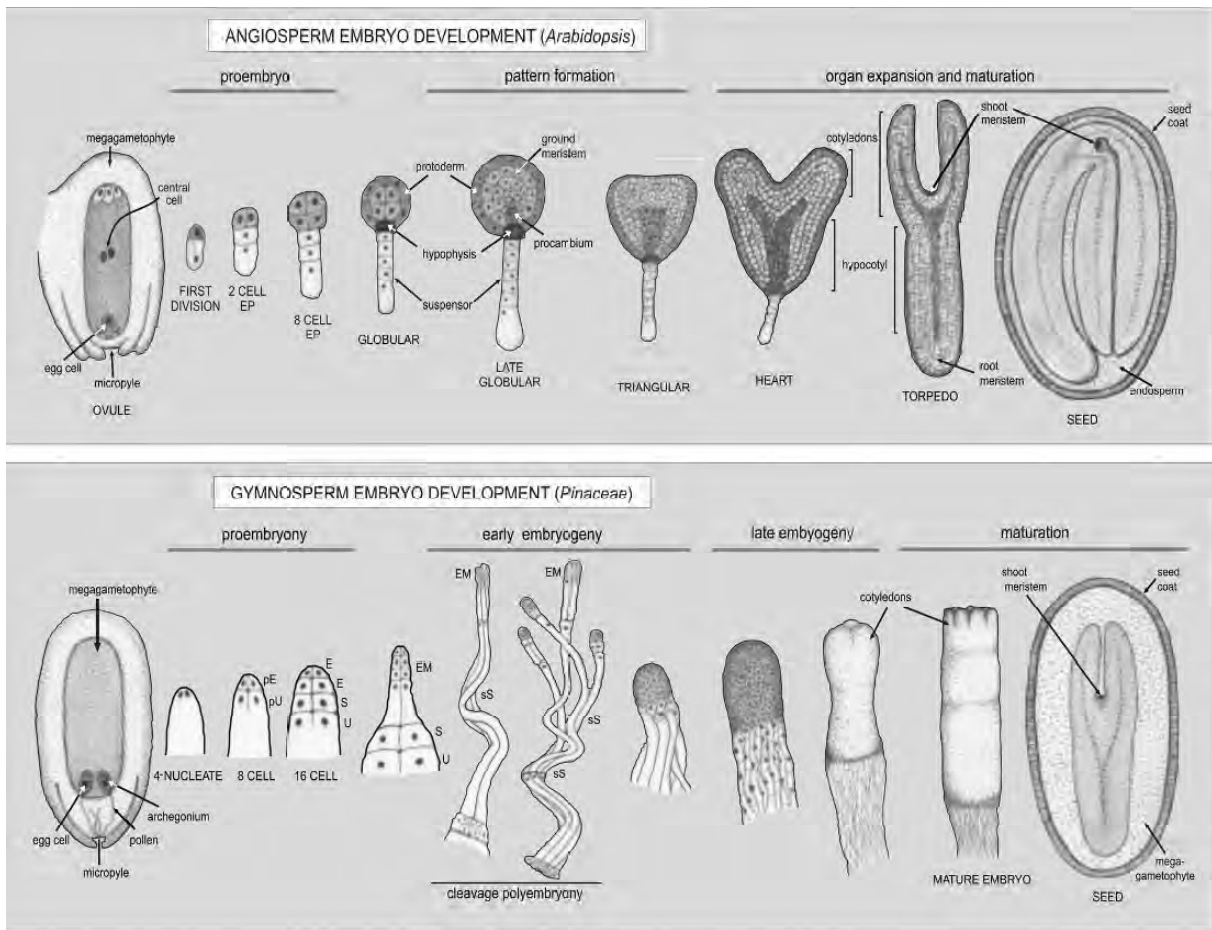 ANGIOSPERM EMBRYO DEVELOPMENT (Arabidopsis)
proembryo
pattern formation
organ expansion and maturation
megagametophyte
central
cell
egg cell
micropyle
OVULE
FIRST
DIVISION
2 CELL
EP
8 CELL
EP
GLOBULAR
protoderm
hypophysis
suspensor
ground
meristem
procambium
LATE
GLOBULAR
TRIANGULAR
HEART
cotyledons
hypocotyl
shoot
meristem
root
meristem
TORPEDO
seed
coat
endosperm
SEED
GYMNOSPERM EMBRYO DEVELOPMENT (Pinaceae)
proembryony
early embryogeny
late embyogeny
maturation
megagametophyte
egg cell
archegonium
pollen
micropyle
4-NUCLEATE
pE
pU
8 CELL
E
E
S
U
16 CELL
EM
S
U
EM
sS
EM
sS
sS
cleavage polyembryony
cotyledons
MATURE EMBRYO
shoot
meristem
seed
coat
mega-
gametophyte
SEED